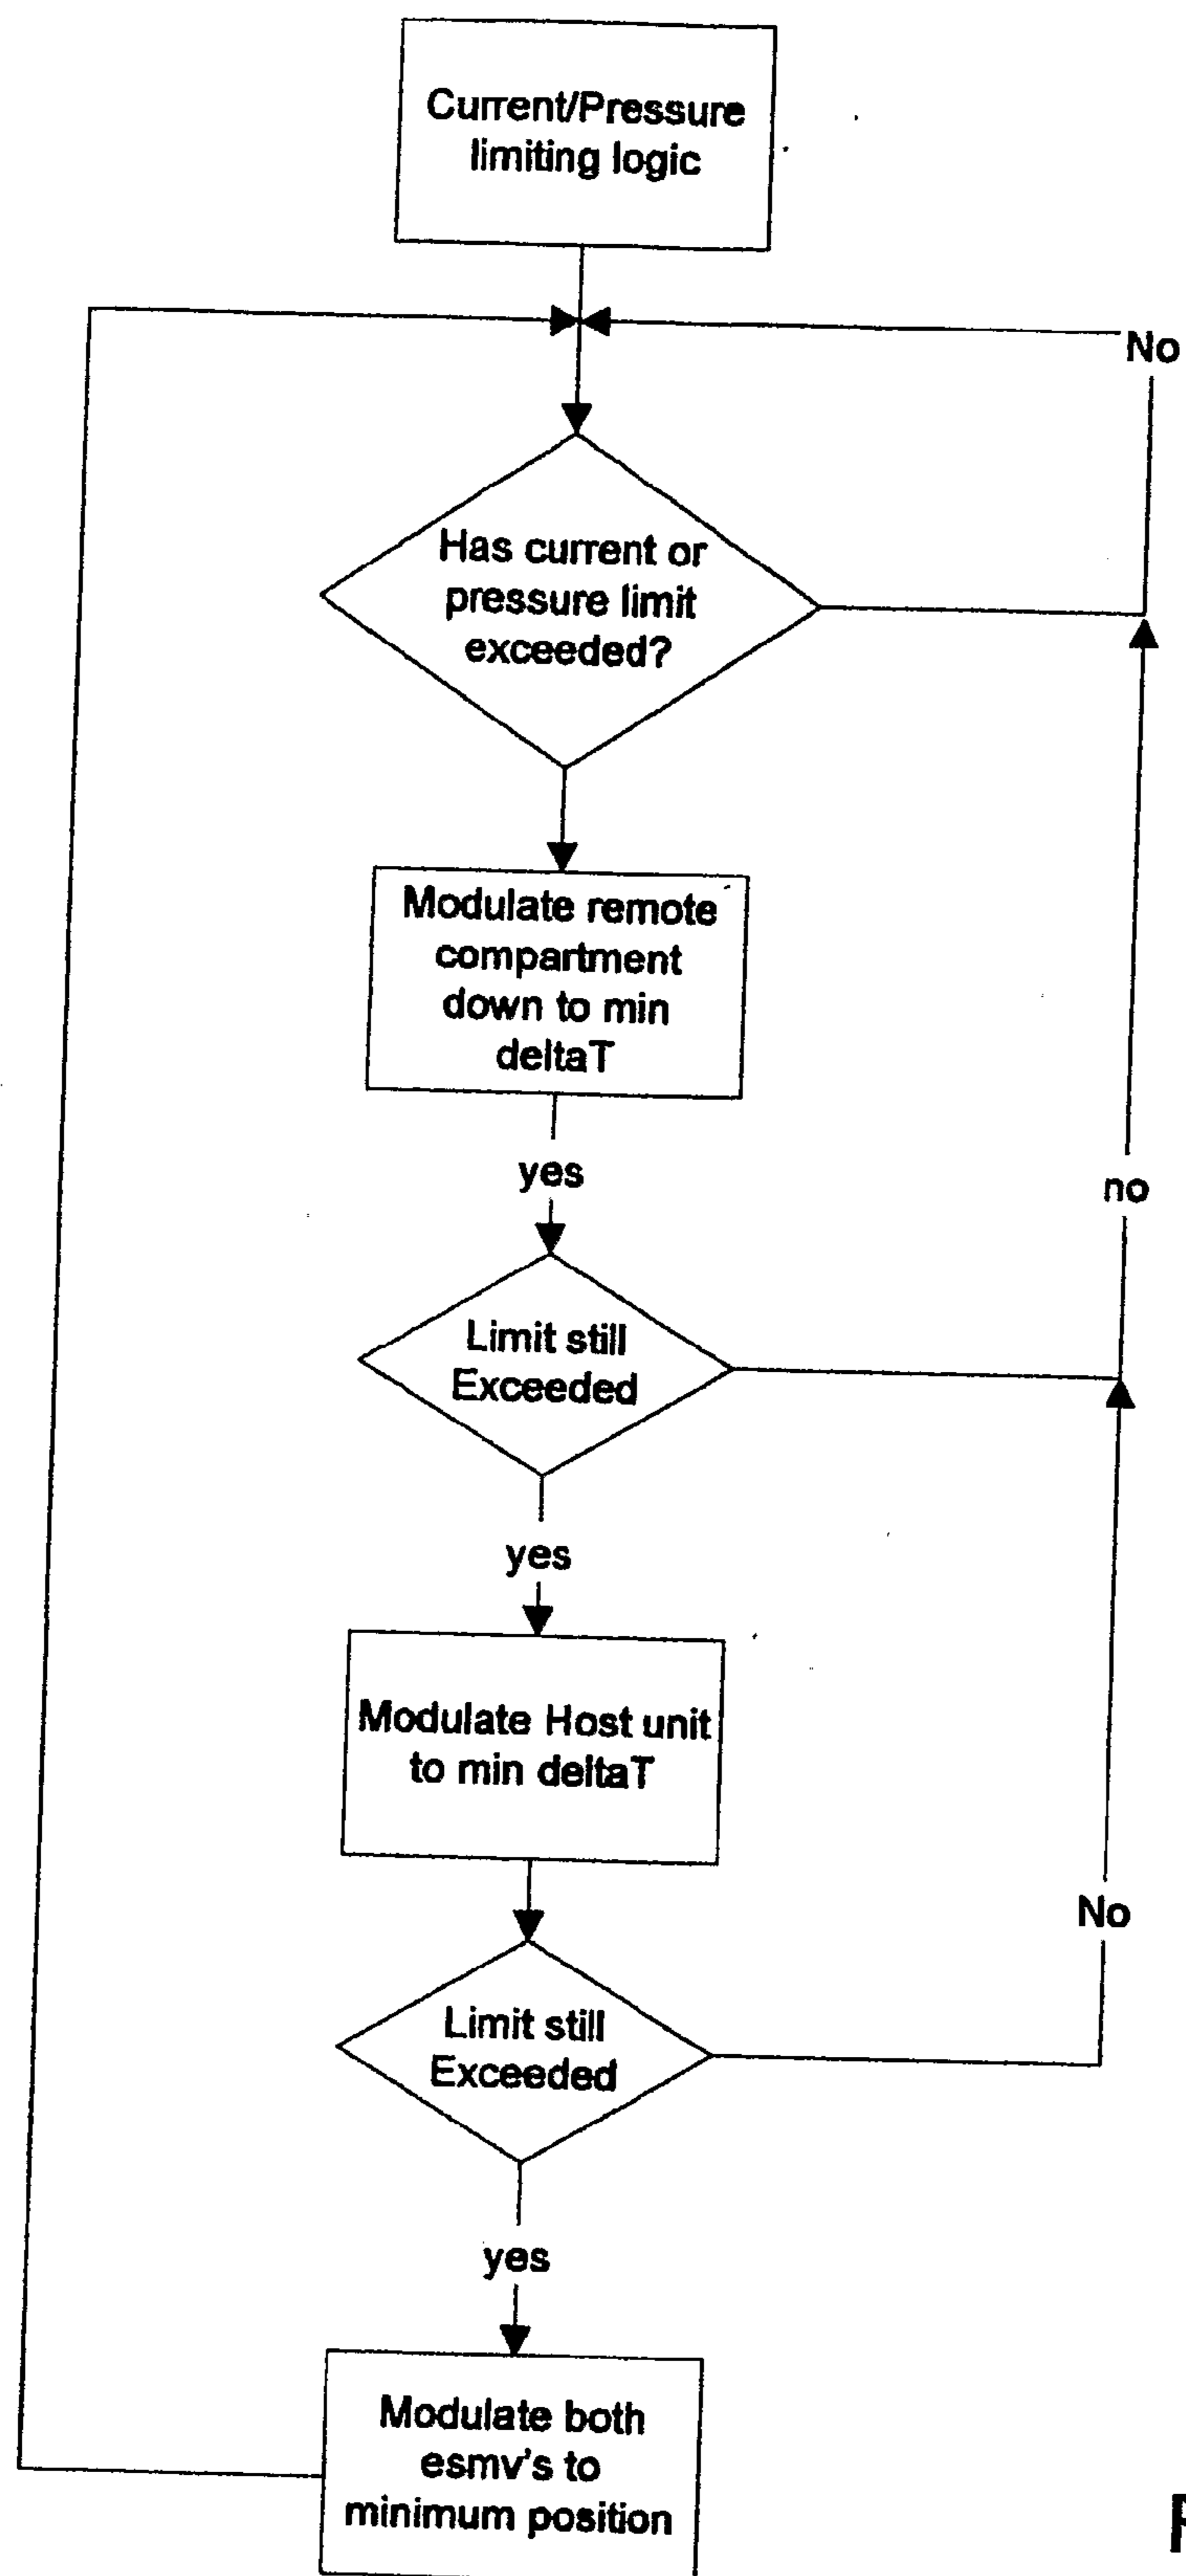 Current/Pressure
limiting logic
No
Has current or
pressure limit
exceeded?
Modulate remote
compartment
down to min
deltaT
yes
no
Limit still
Exceeded
yes
Modulate Host unit
to min deltaT
No
Limit still
Exceeded
yes
Modulate both
esmv's to
minimum position